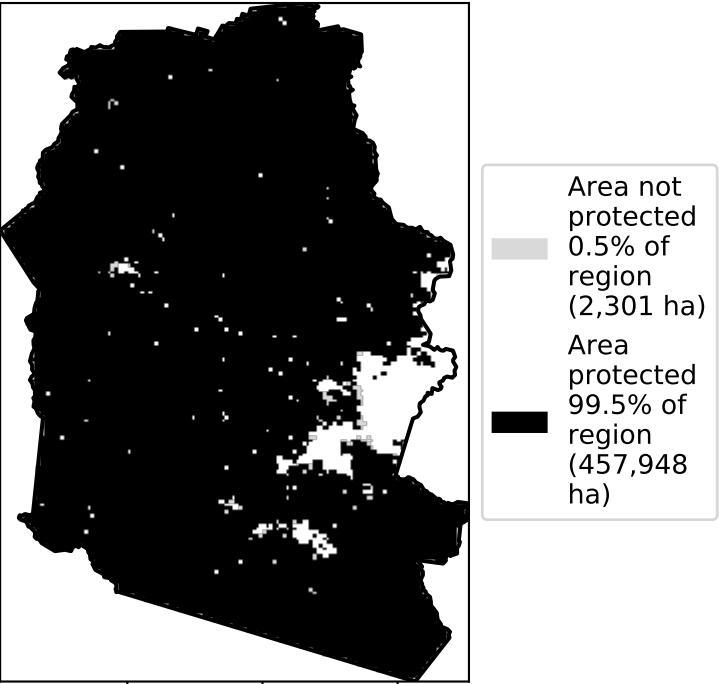 Area not
protected
0.5% of
region
(2,301 ha)
Area
protected
99.5% of
region
(457,948
ha)